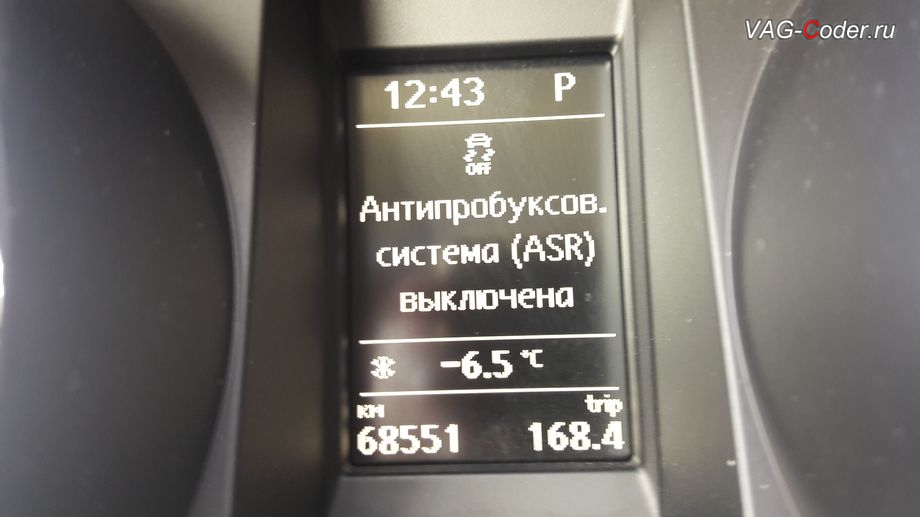 VAG-Coder.ru
12:43 P
OFF
Антипробуксов.
система (ASR)
выключена
-6.5 °C
км trip
68551 168.4